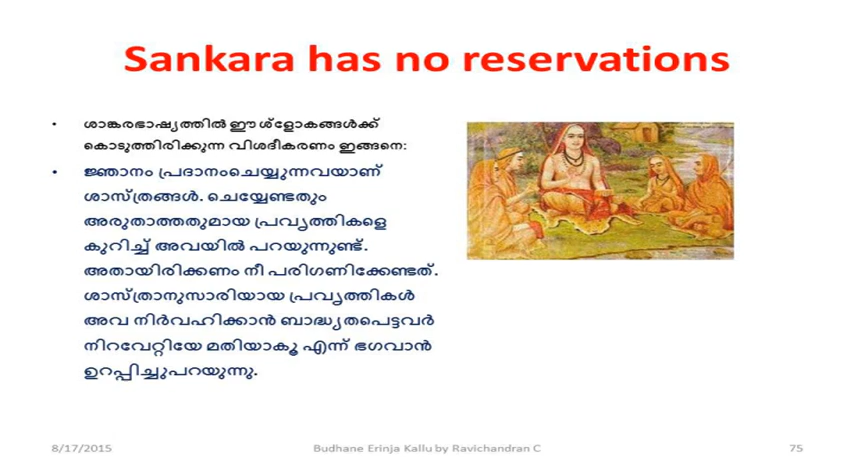 Sankara has no reservations
• ശാങ്കരഭാഷ്യത്തിൽ ഈ ശ്ളോകങ്ങൾക്ക്
കൊടുത്തിരിക്കുന്ന വിശദീകരണം ഇങ്ങനെ:
• ജ്ഞാനം പ്രദാനംചെയ്യുന്നവയാണ്
ശാസ്ത്രങ്ങൾ. ചെയ്യേണ്ടതും
അരുതാത്തതുമായ പ്രവൃത്തികളെ
കുറിച്ച് അവയിൽ പറയുന്നുണ്ട്.
അതായിരിക്കണം നീ പരിഗണിക്കേണ്ടത്.
ശാസ്ത്രാനുസാരിയായ പ്രവൃത്തികൾ
അവ നിർവഹിക്കാൻ ബാദ്ധ്യതപെട്ടവർ
നിറവേറ്റിയേ മതിയാകൂ എന്ന് ഭഗവാൻ
ഉറപ്പിച്ചുപറയുന്നു.
8/17/2015 Budhane Erinja Kallu by Ravichandran C 75